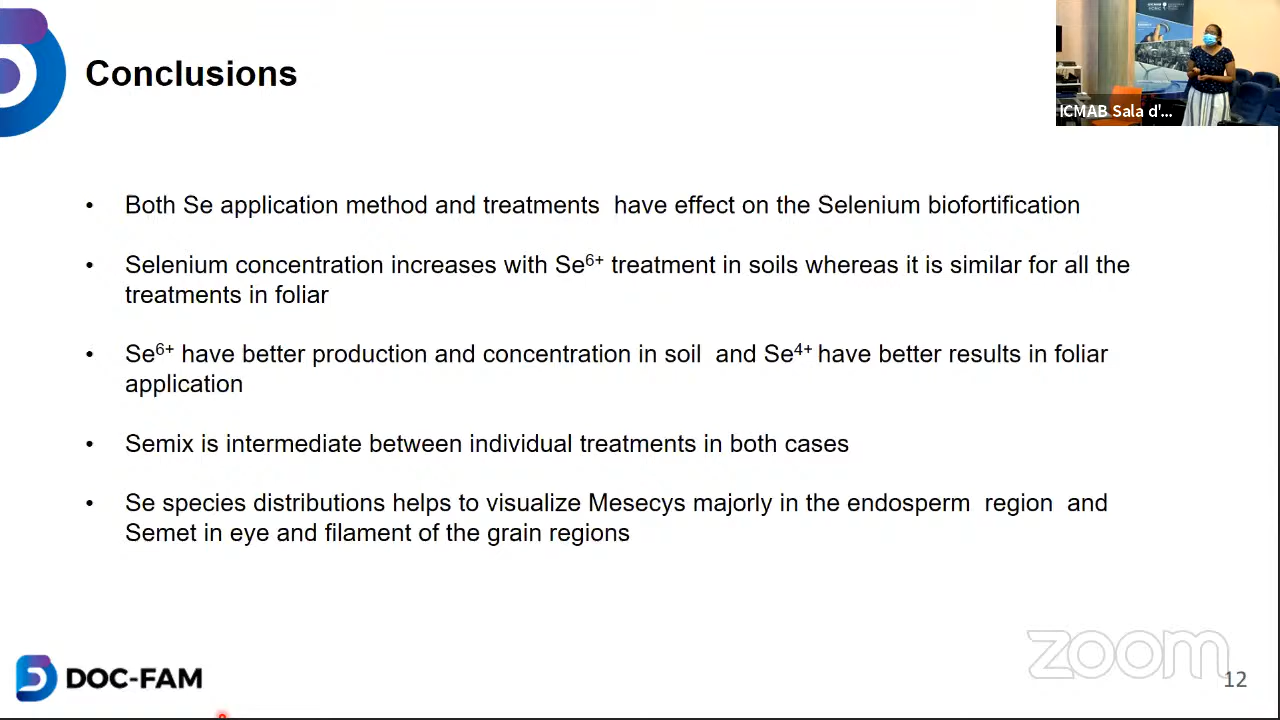 Conclusions
ICMAB Sala d'...
• Both Se application method and treatments have effect on the Selenium biofortification
• Selenium concentration increases with Se⁶⁺ treatment in soils whereas it is similar for all the
treatments in foliar
• Se⁶⁺ have better production and concentration in soil and Se⁴⁺ have better results in foliar
application
• Semix is intermediate between individual treatments in both cases
• Se species distributions helps to visualize Mesecys majorly in the endosperm region and
Semet in eye and filament of the grain regions
DOC-FAM
zoom
12